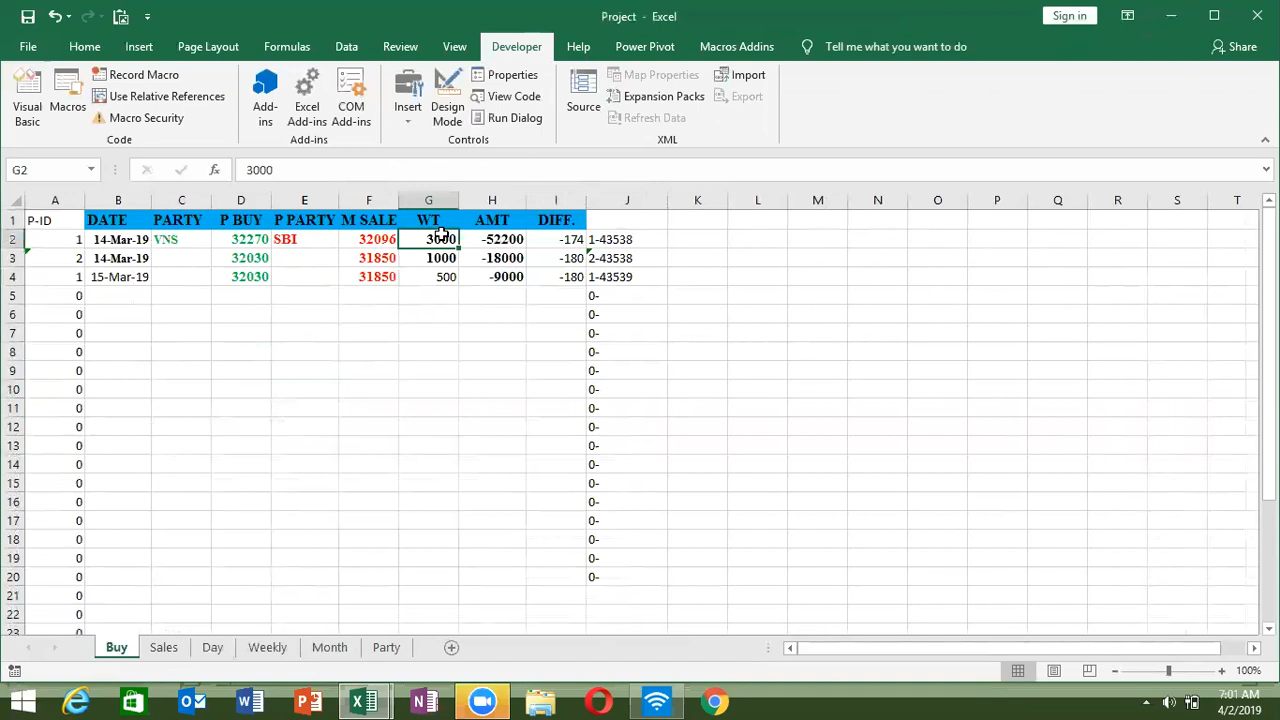 Project - Excel
Sign in
File Home Insert Page Layout Formulas Data Review View Developer Help Power Pivot Macros Addins Tell me what you want to do Share
Visual Basic
Macros
Record Macro
Use Relative References
Macro Security
Code
Add-ins
Excel Add-ins
COM Add-ins
Add-ins
Insert
Design Mode
Properties
View Code
Run Dialog
Controls
Source
Map Properties
Expansion Packs
Refresh Data
Import
Export
XML
G2 fx 3000
A B C D E F G H I J K L M N O P Q R S T
1 P-ID DATE PARTY P BUY P PARTY M SALE WT AMT DIFF.
2 1 14-Mar-19 VNS 32270 SBI 32096 3000 -52200 -174 1-43538
3 2 14-Mar-19 32030 31850 1000 -18000 -180 2-43538
4 1 15-Mar-19 32030 31850 500 -9000 -180 1-43539
5 0 0-
6 0 0-
7 0 0-
8 0 0-
9 0 0-
10 0 0-
11 0 0-
12 0 0-
13 0 0-
14 0 0-
15 0 0-
16 0 0-
17 0 0-
18 0 0-
19 0 0-
20 0 0-
21 0
22 0
23 0
Buy Sales Day Weekly Month Party
100%
7:01 AM
4/2/2019